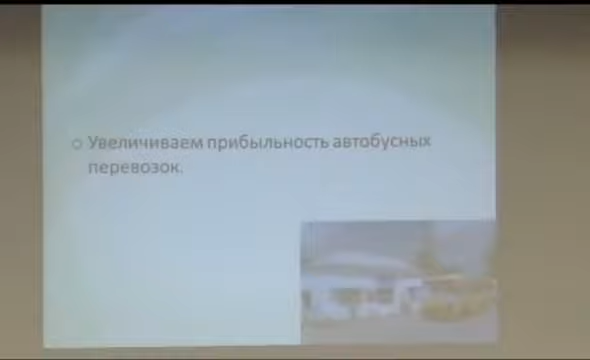 Увеличиваем прибыльность автобусных
перевозок.